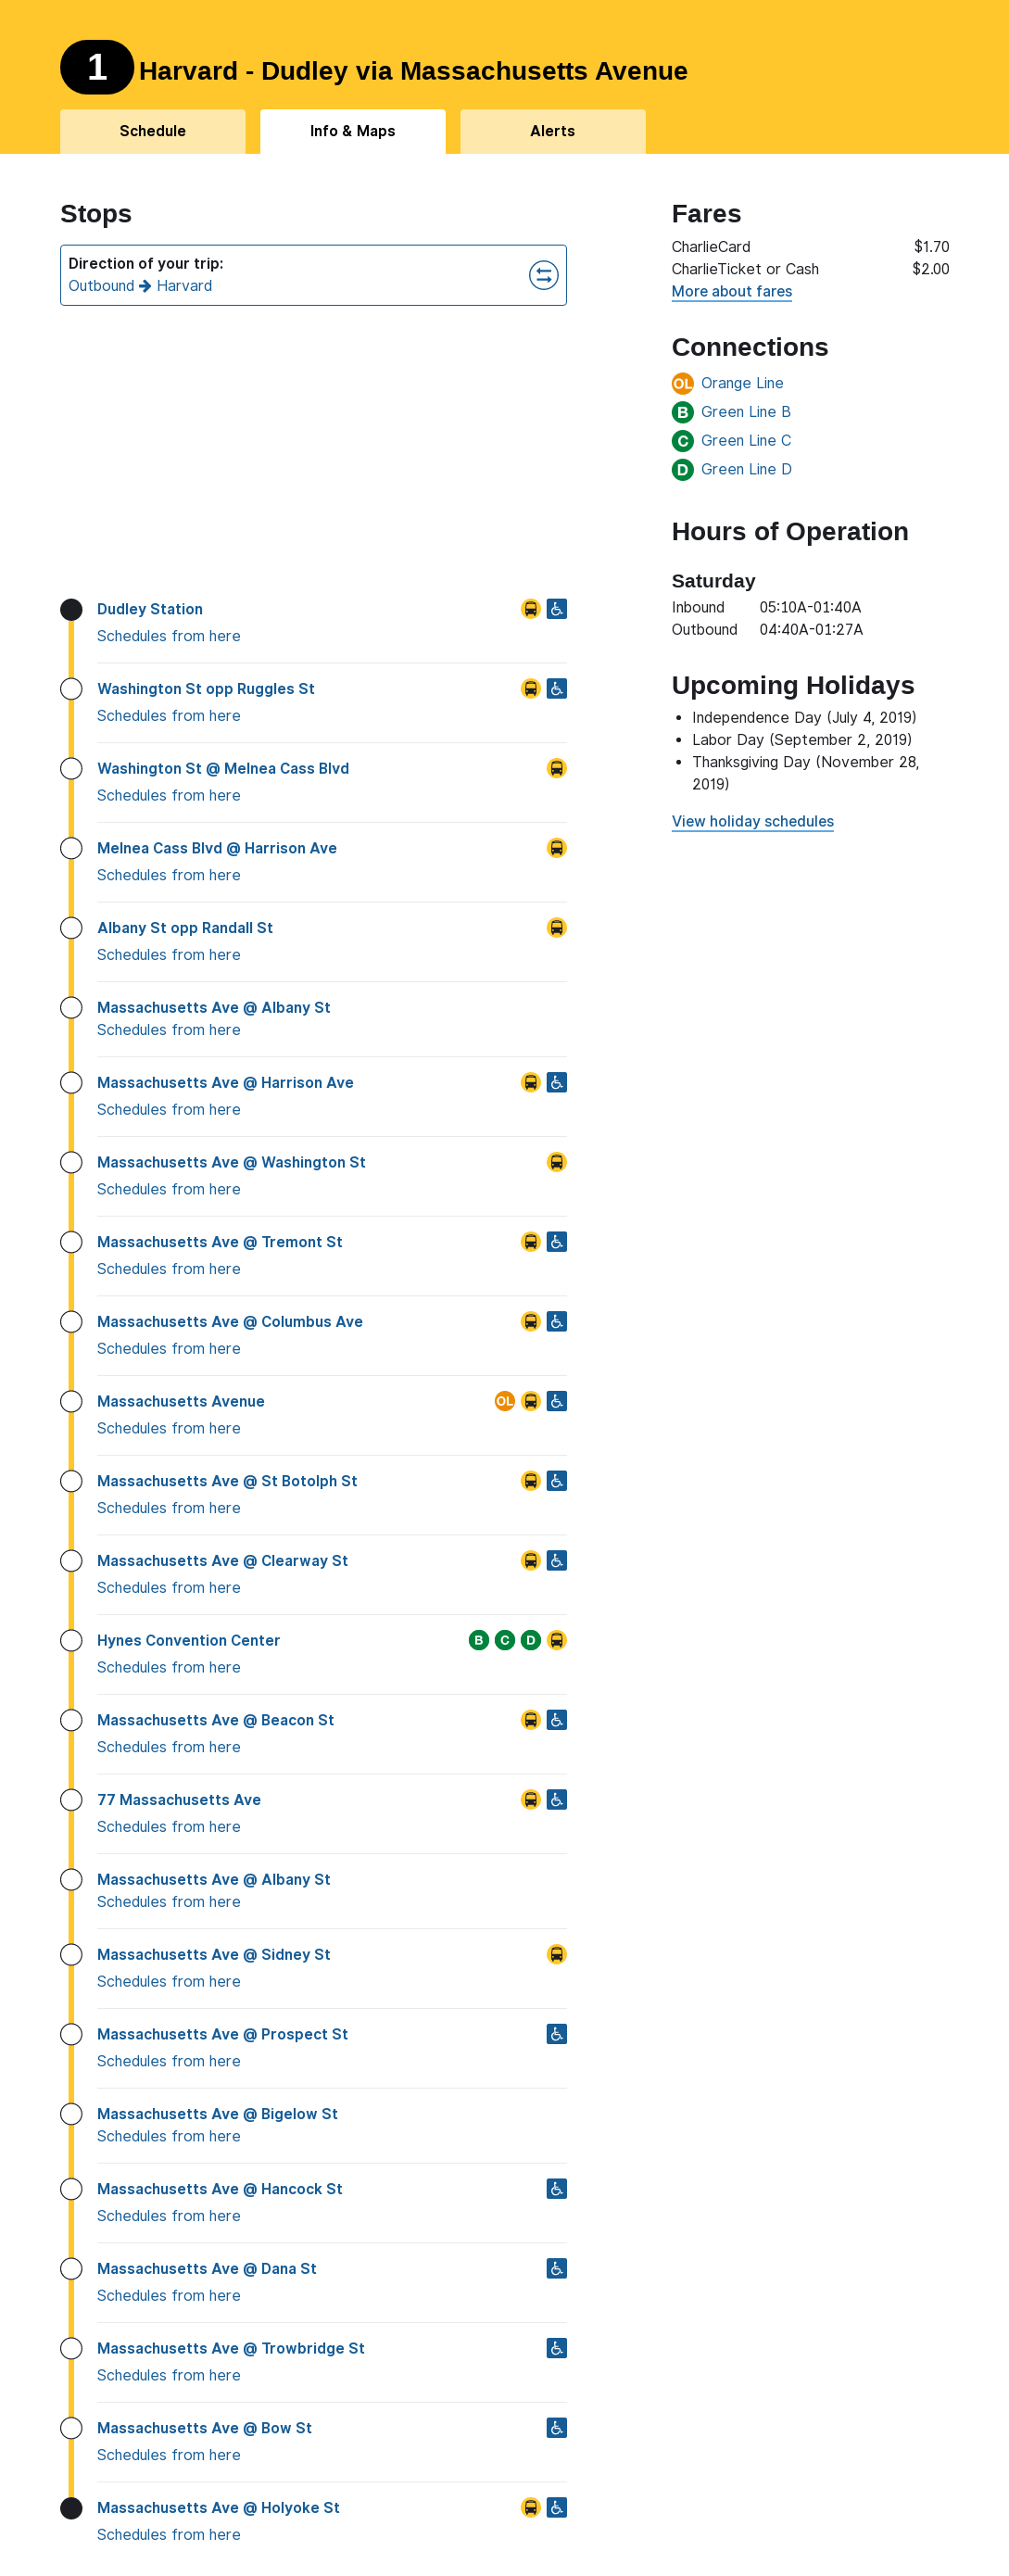 1 Harvard - Dudley via Massachusetts Avenue
Schedule
Info & Maps
Alerts
Stops
Direction of your trip:
Outbound → Harvard
Dudley Station
Schedules from here
Washington St opp Ruggles St
Schedules from here
Washington St @ Melnea Cass Blvd
Schedules from here
Melnea Cass Blvd @ Harrison Ave
Schedules from here
Albany St opp Randall St
Schedules from here
Massachusetts Ave @ Albany St
Schedules from here
Massachusetts Ave @ Harrison Ave
Schedules from here
Massachusetts Ave @ Washington St
Schedules from here
Massachusetts Ave @ Tremont St
Schedules from here
Massachusetts Ave @ Columbus Ave
Schedules from here
Massachusetts Avenue OL
Schedules from here
Massachusetts Ave @ St Botolph St
Schedules from here
Massachusetts Ave @ Clearway St
Schedules from here
Hynes Convention Center B C D
Schedules from here
Massachusetts Ave @ Beacon St
Schedules from here
77 Massachusetts Ave
Schedules from here
Massachusetts Ave @ Albany St
Schedules from here
Massachusetts Ave @ Sidney St
Schedules from here
Massachusetts Ave @ Prospect St
Schedules from here
Massachusetts Ave @ Bigelow St
Schedules from here
Massachusetts Ave @ Hancock St
Schedules from here
Massachusetts Ave @ Dana St
Schedules from here
Massachusetts Ave @ Trowbridge St
Schedules from here
Massachusetts Ave @ Bow St
Schedules from here
Massachusetts Ave @ Holyoke St
Schedules from here
Fares
CharlieCard $1.70
CharlieTicket or Cash $2.00
More about fares
Connections
OL Orange Line
B Green Line B
C Green Line C
D Green Line D
Hours of Operation
Saturday
Inbound 05:10A-01:40A
Outbound 04:40A-01:27A
Upcoming Holidays
• Independence Day (July 4, 2019)
• Labor Day (September 2, 2019)
• Thanksgiving Day (November 28,
2019)
View holiday schedules